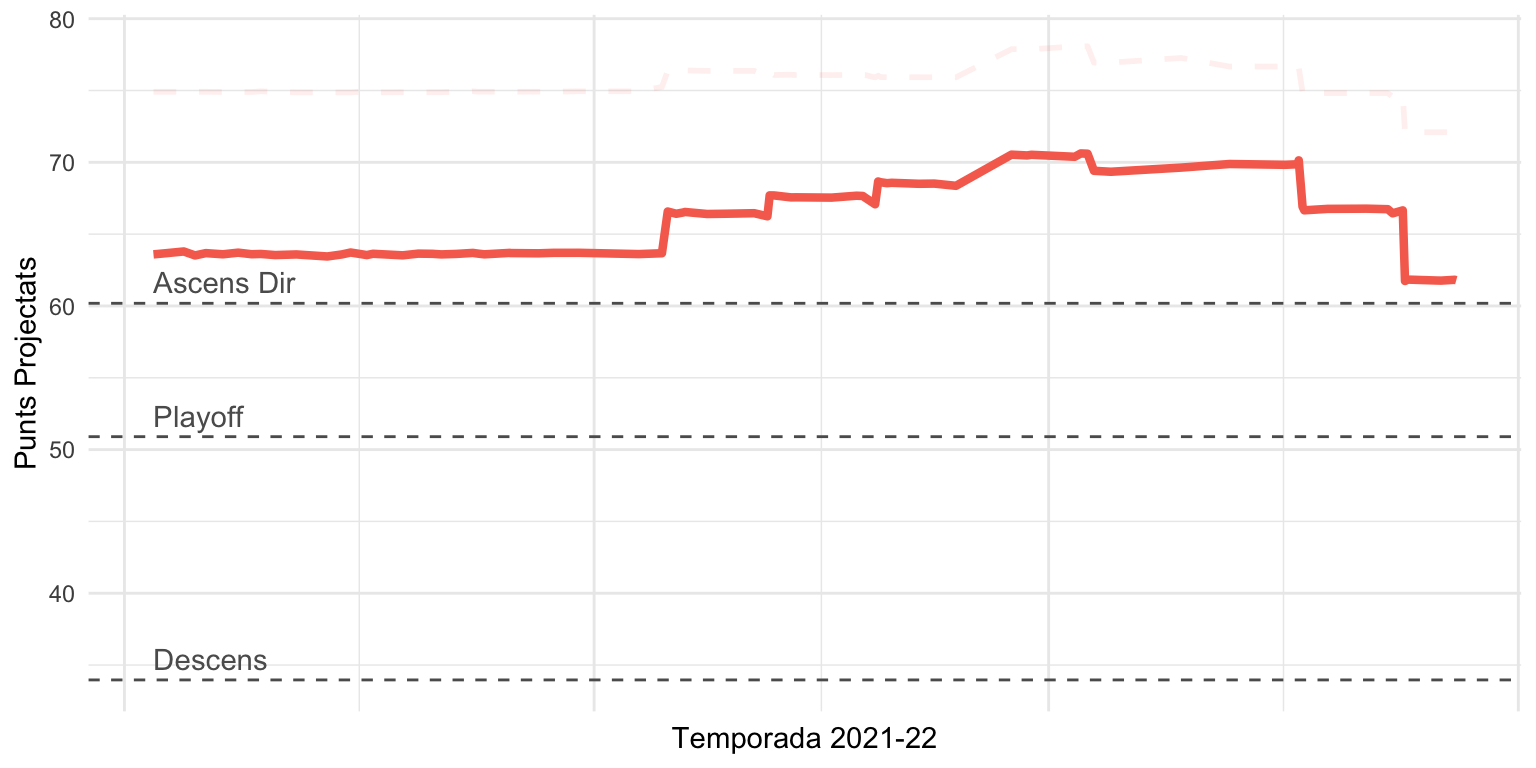 80
70
60
50
40
Punts Projectats
Ascens Dir
Playoff
Descens
Temporada 2021-22